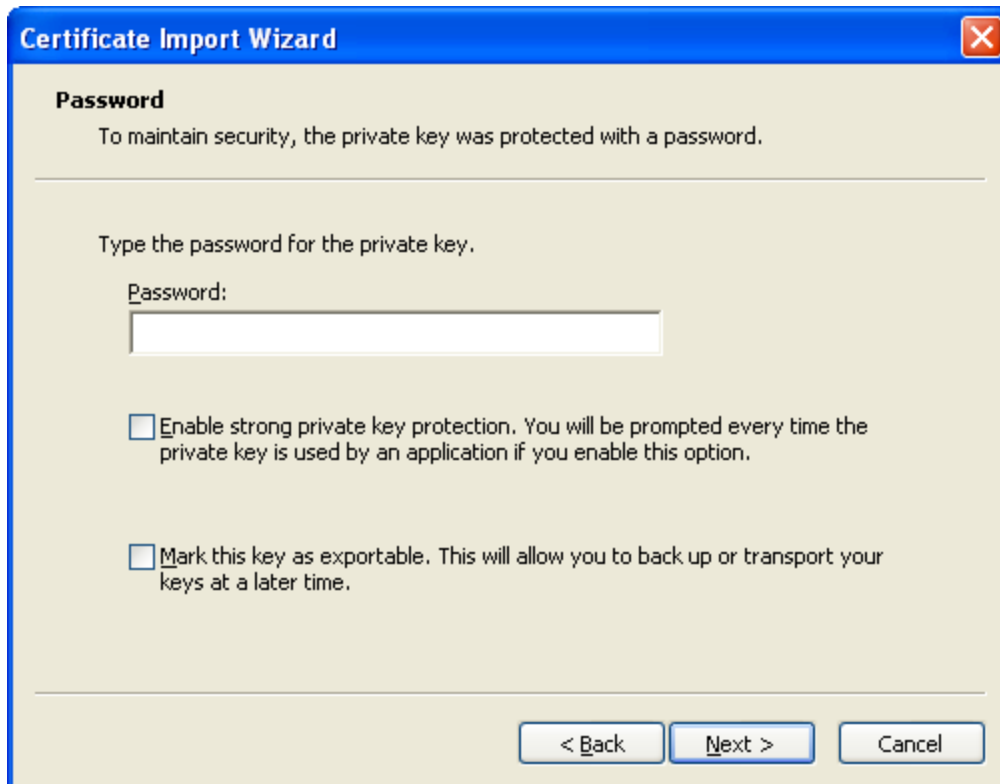 Certificate Import Wizard
Password
To maintain security, the private key was protected with a password.
Type the password for the private key.
Password:
Enable strong private key protection. You will be prompted every time the
private key is used by an application if you enable this option.
Mark this key as exportable. This will allow you to back up or transport your
keys at a later time.
< Back Next > Cancel